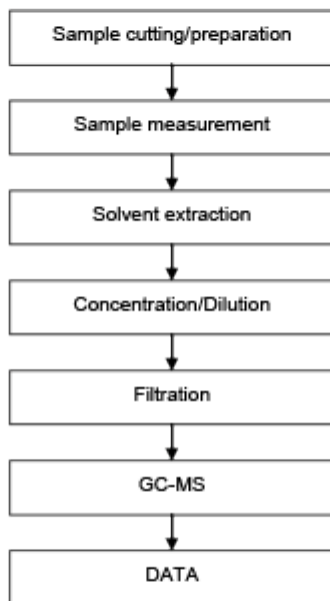 Sample cutting/preparation
Sample measurement
Solvent extraction
Concentration/Dilution
Filtration
GC-MS
DATA